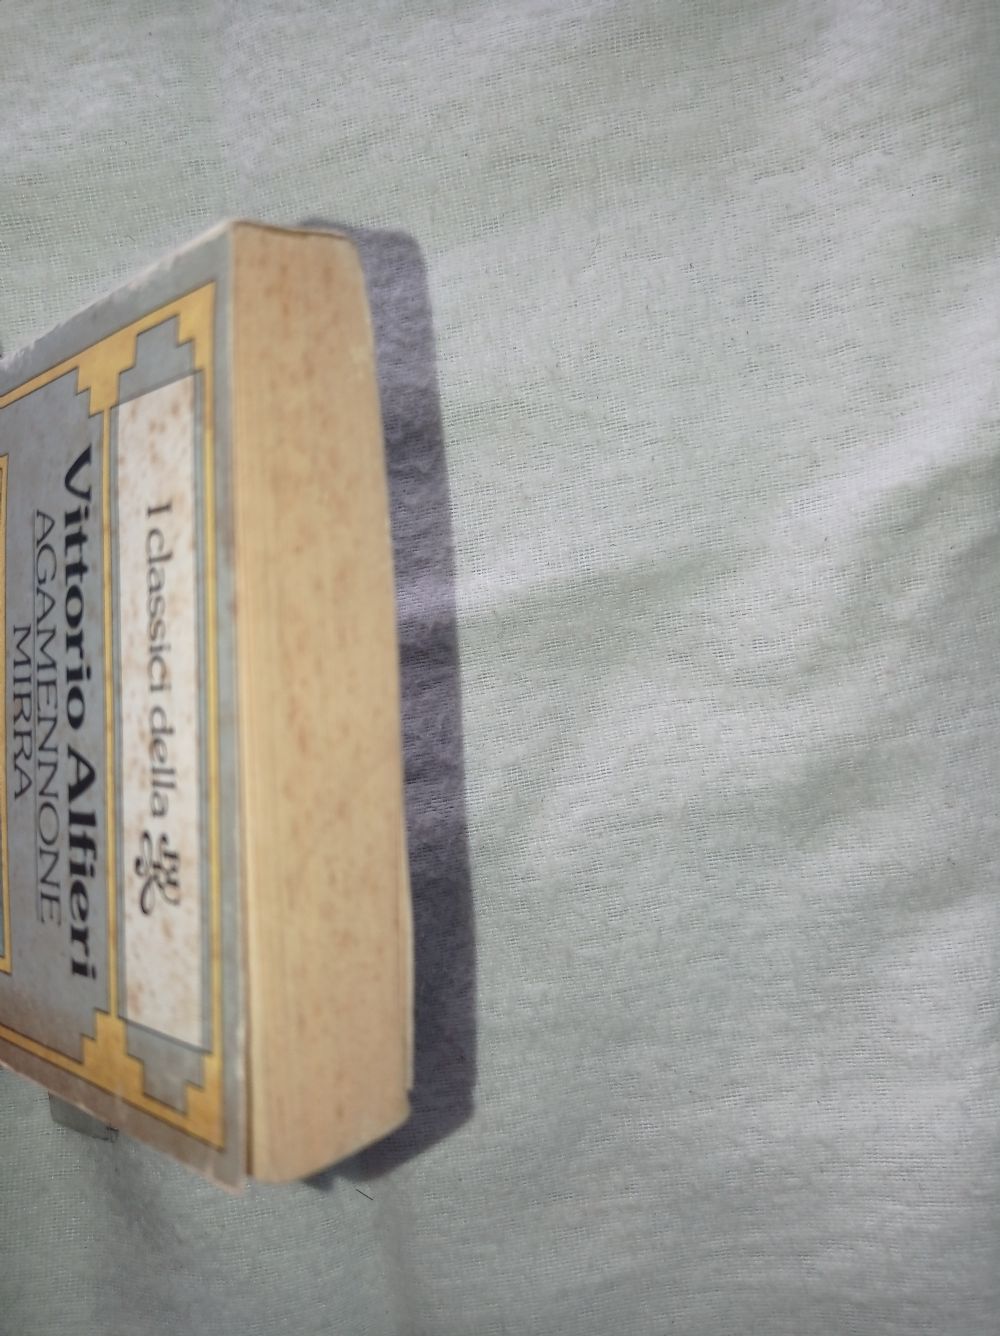 I classici della
Vittorio Alfieri
AGAMENNONE
MIRRA